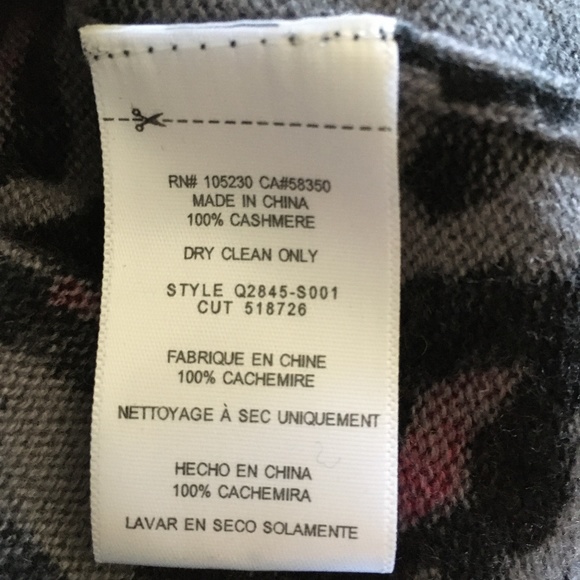 RN# 105230 CA#58350
MADE IN CHINA
100% CASHMERE
DRY CLEAN ONLY
STYLE Q2845-S001
CUT 518726
FABRIQUE EN CHINE
100% CACHEMIRE
NETTOYAGE À SEC UNIQUEMENT
HECHO EN CHINA
100% CACHEMIRA
LAVAR EN SECO SOLAMENTE